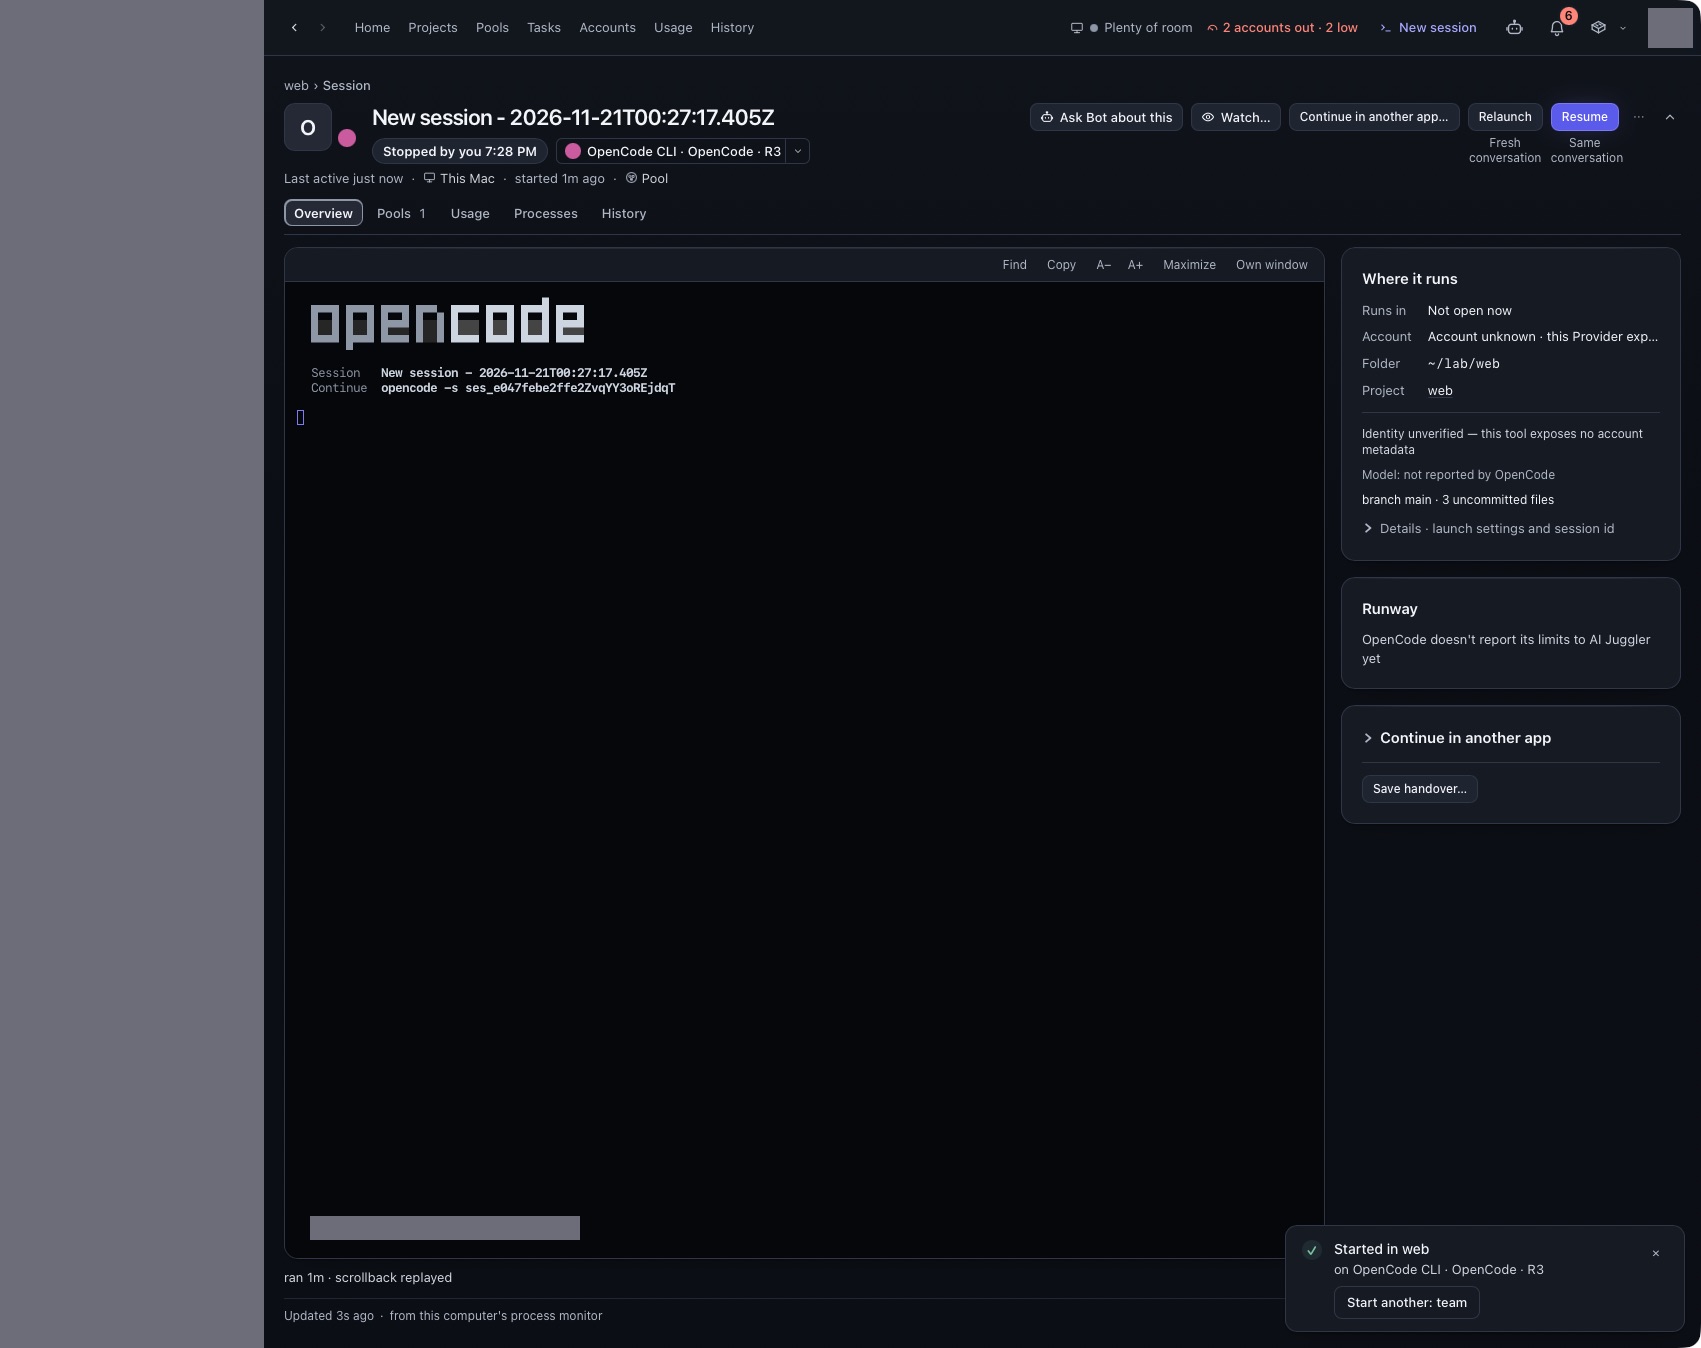 Home Projects Pools Tasks Accounts Usage History Plenty of room 2 accounts out · 2 low New session 6
web › Session
O New session - 2026-11-21T00:27:17.405Z
Ask Bot about this Watch... Continue in another app... Relaunch Resume ...
Fresh conversation Same conversation
Stopped by you 7:28 PM OpenCode CLI · OpenCode · R3
Last active just now · This Mac · started 1m ago · Pool
Overview Pools 1 Usage Processes History
Find Copy A– A+ Maximize Own window
opencode
Session New session - 2026-11-21T00:27:17.405Z
Continue opencode -s ses_e047febe2ffe2ZvqYY3oREjdqT
Where it runs
Runs in Not open now
Account Account unknown · this Provider exp...
Folder ~/lab/web
Project web
Identity unverified — this tool exposes no account
metadata
Model: not reported by OpenCode
branch main · 3 uncommitted files
Details · launch settings and session id
Runway
OpenCode doesn't report its limits to AI Juggler
yet
Continue in another app
Save handover...
ran 1m · scrollback replayed
Updated 3s ago · from this computer's process monitor
Started in web ×
on OpenCode CLI · OpenCode · R3
Start another: team